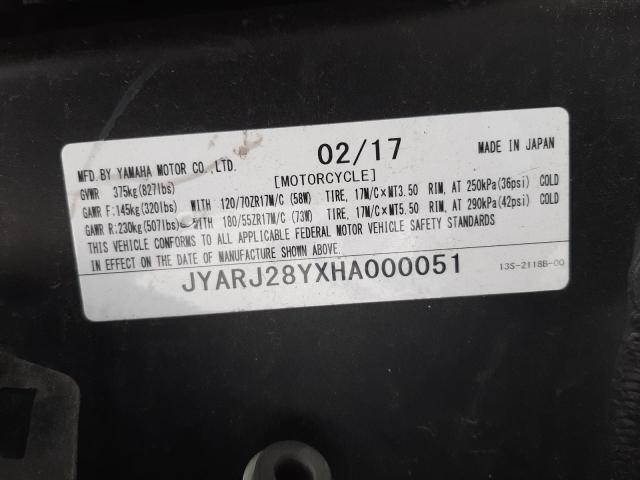 MFD.BY YAMAHA MOTOR CO.,LTD. 02/17 MADE IN JAPAN
GVWR 375kg(827lbs) [MOTORCYCLE]
GAWR F:145kg(320lbs) WITH 120/70ZR17M/C (58W) TIRE, 17M/C×MT3.50 RIM, AT 250kPa(36psi) COLD
GAWR R:230kg(507lbs) WITH 180/55ZR17M/C (73W) TIRE, 17M/C×MT5.50 RIM, AT 290kPa(42psi) COLD
THIS VEHICLE CONFORMS TO ALL APPLICABLE FEDERAL MOTOR VEHICLE SAFETY STANDARDS
IN EFFECT ON THE DATE OF MANUFACTURE SHOWN ABOVE.
JYARJ28YXHA000051 13S-2118B-00